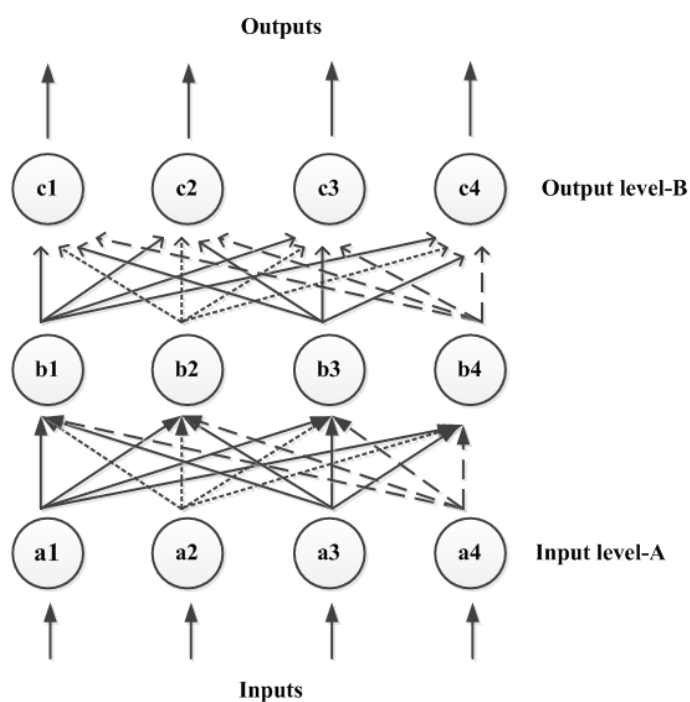 Outputs
c1 c2 c3 c4 Output level-B
b1 b2 b3 b4
a1 a2 a3 a4 Input level-A
Inputs